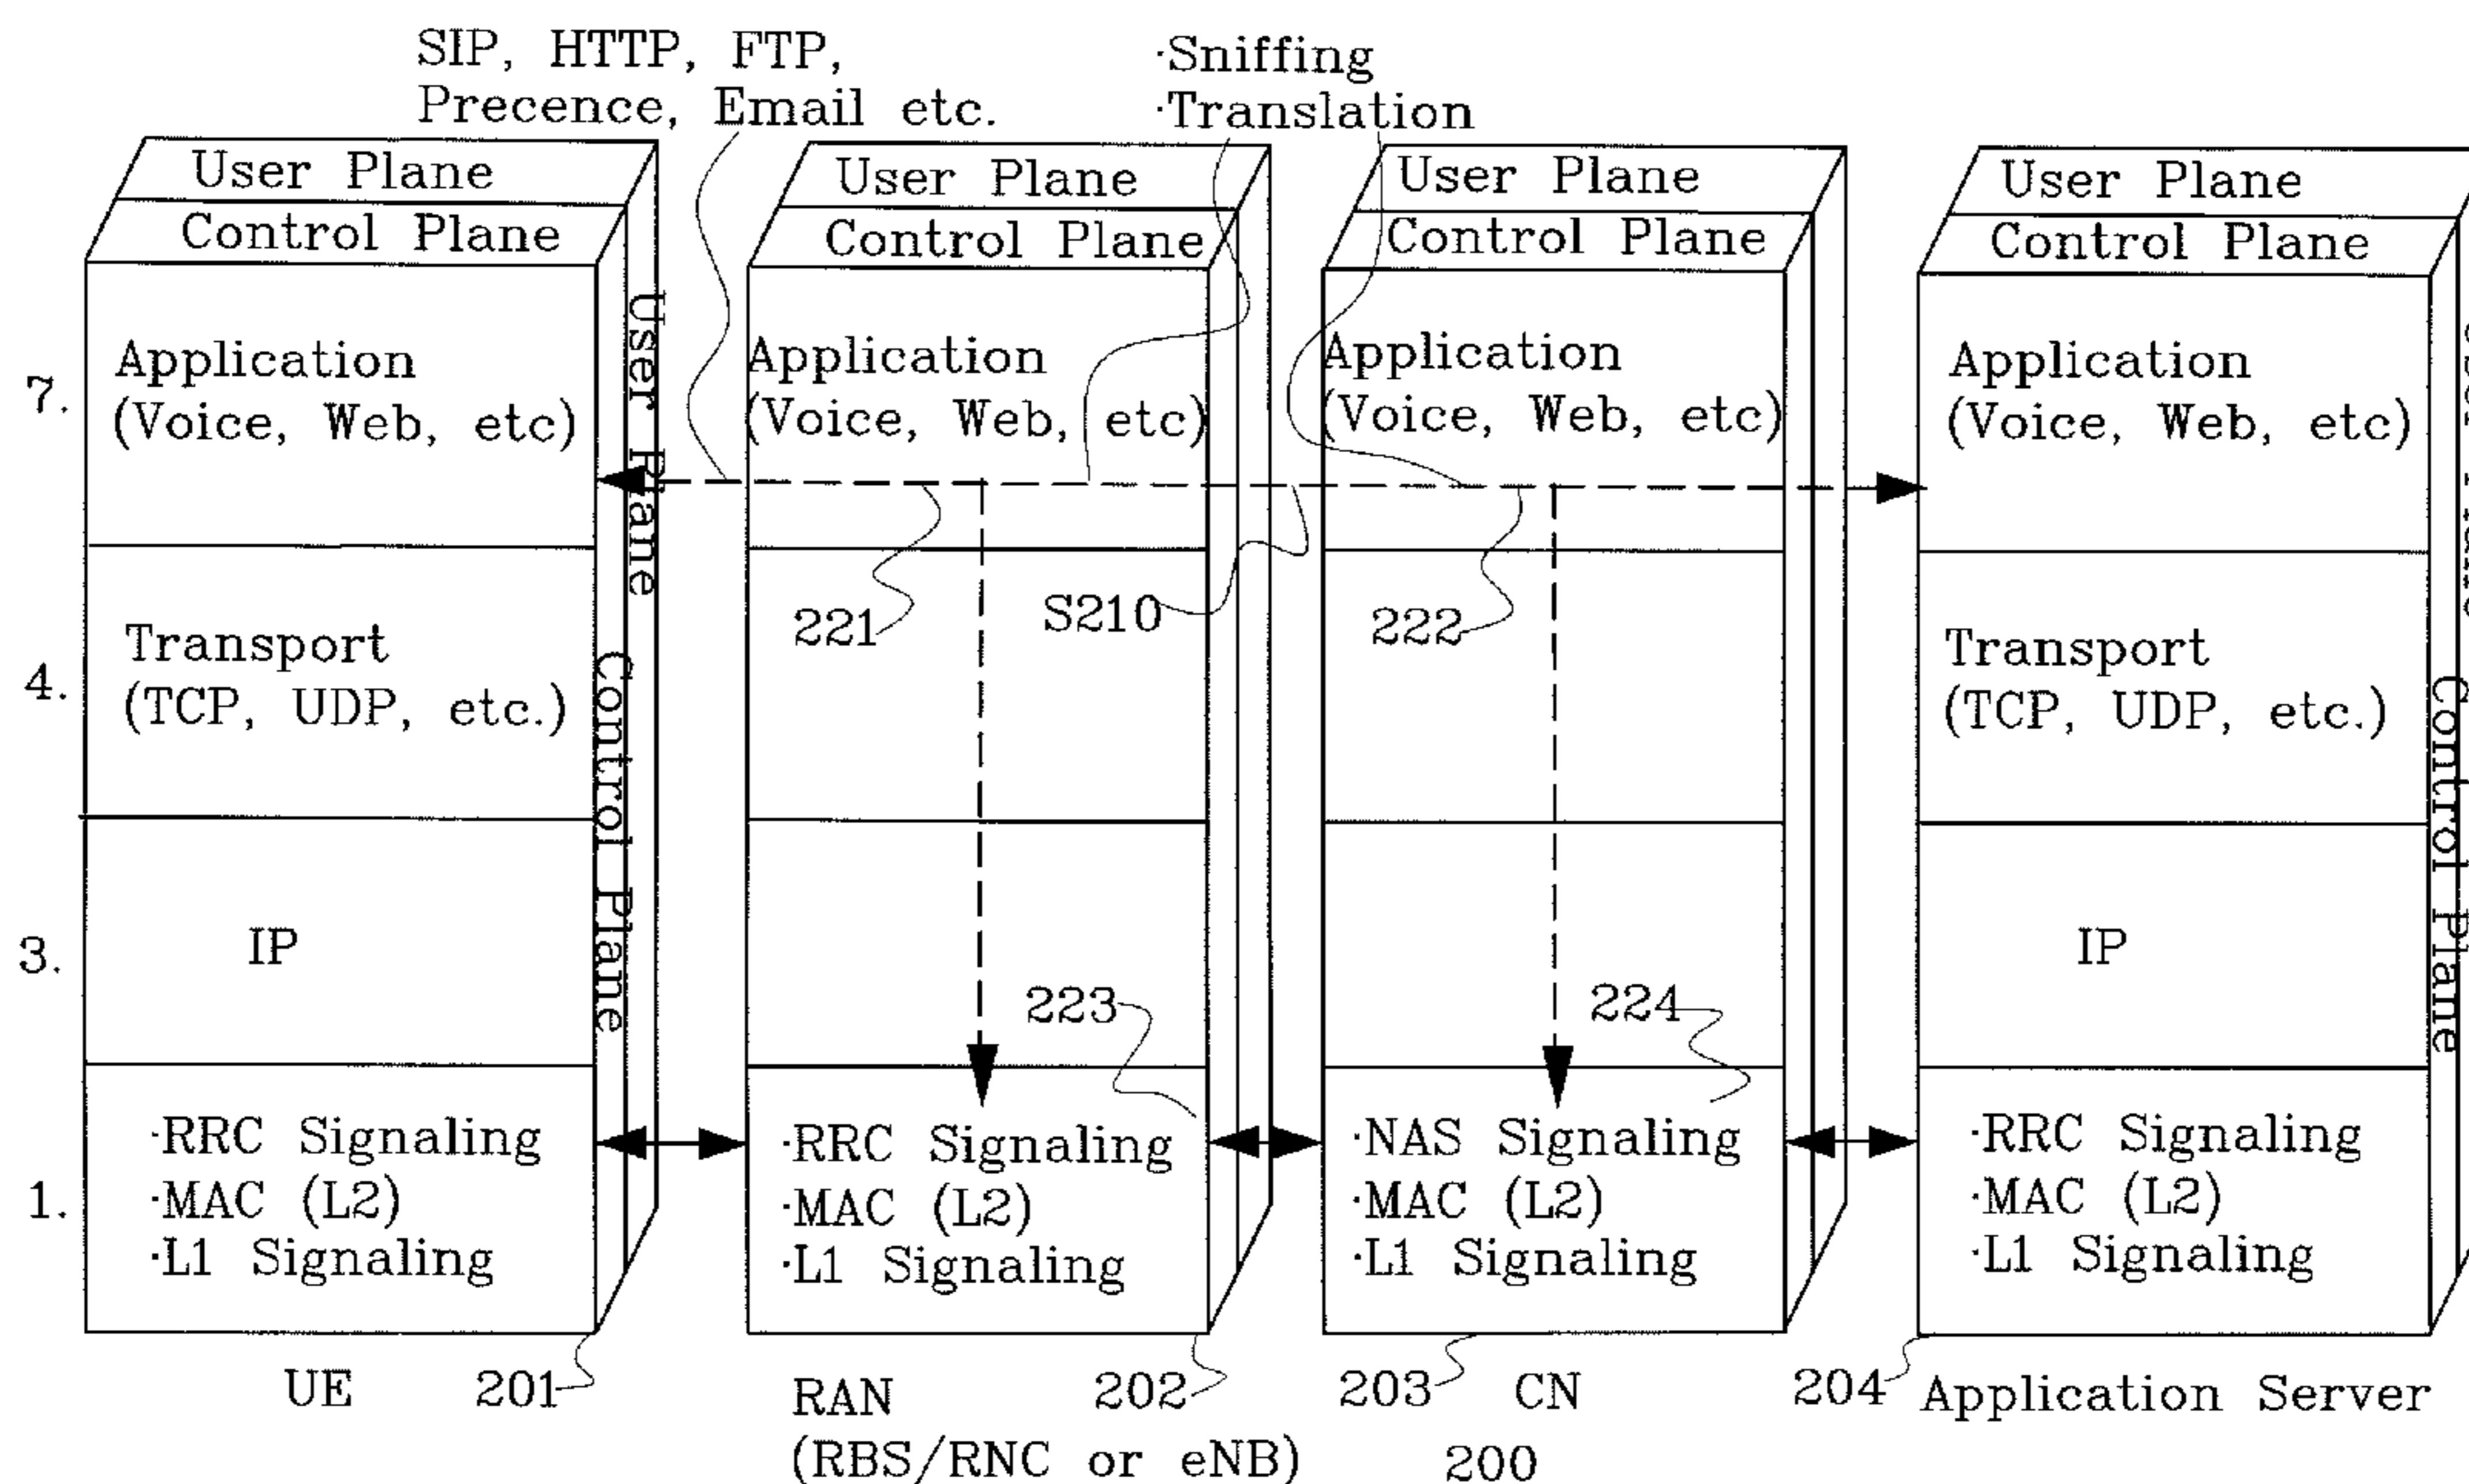 SIP, HTTP, FTP,
Precence, Email etc.
·Sniffing
·Translation
User Plane
Control Plane
User Plane
Control Plane
User Plane
Control Plane
User Plane
Control Plane
7.
Application
(Voice, Web, etc)
User Plane
Application
(Voice, Web, etc)
Application
(Voice, Web, etc)
Application
(Voice, Web, etc)
4.
Transport
(TCP, UDP, etc.)
Control Plane
221
S210
222
Transport
(TCP, UDP, etc.)
Control Plane
3.
IP
223
224
IP
1.
·RRC Signaling
·MAC (L2)
·L1 Signaling
·RRC Signaling
·MAC (L2)
·L1 Signaling
·NAS Signaling
·MAC (L2)
·L1 Signaling
·RRC Signaling
·MAC (L2)
·L1 Signaling
UE
201
RAN
(RBS/RNC or eNB)
202
203
CN
200
204
Application Server